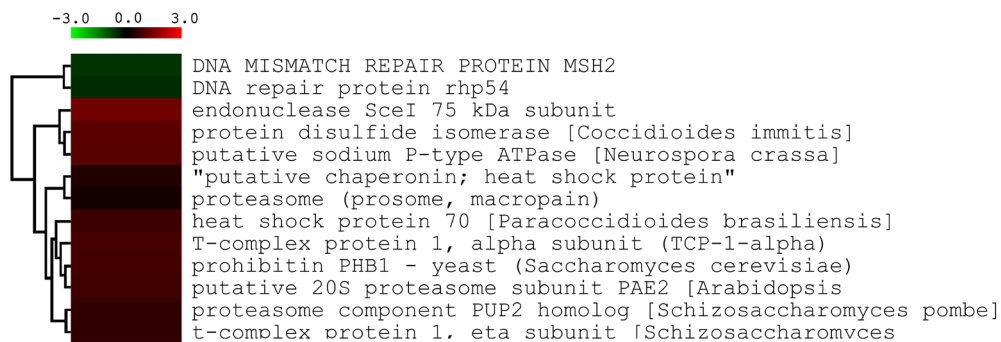 -3.0 0.0 3.0
DNA MISMATCH REPAIR PROTEIN MSH2
DNA repair protein rhp54
endonuclease SceI 75 kDa subunit
protein disulfide isomerase [Coccidioides immitis]
putative sodium P-type ATPase [Neurospora crassa]
"putative chaperonin; heat shock protein"
proteasome (prosome, macropain)
heat shock protein 70 [Paracoccidioides brasiliensis]
T-complex protein 1, alpha subunit (TCP-1-alpha)
prohibitin PHB1 - yeast (Saccharomyces cerevisiae)
putative 20S proteasome subunit PAE2 [Arabidopsis
proteasome component PUP2 homolog [Schizosaccharomyces pombe]
t-complex protein 1, eta subunit [Schizosaccharomyces